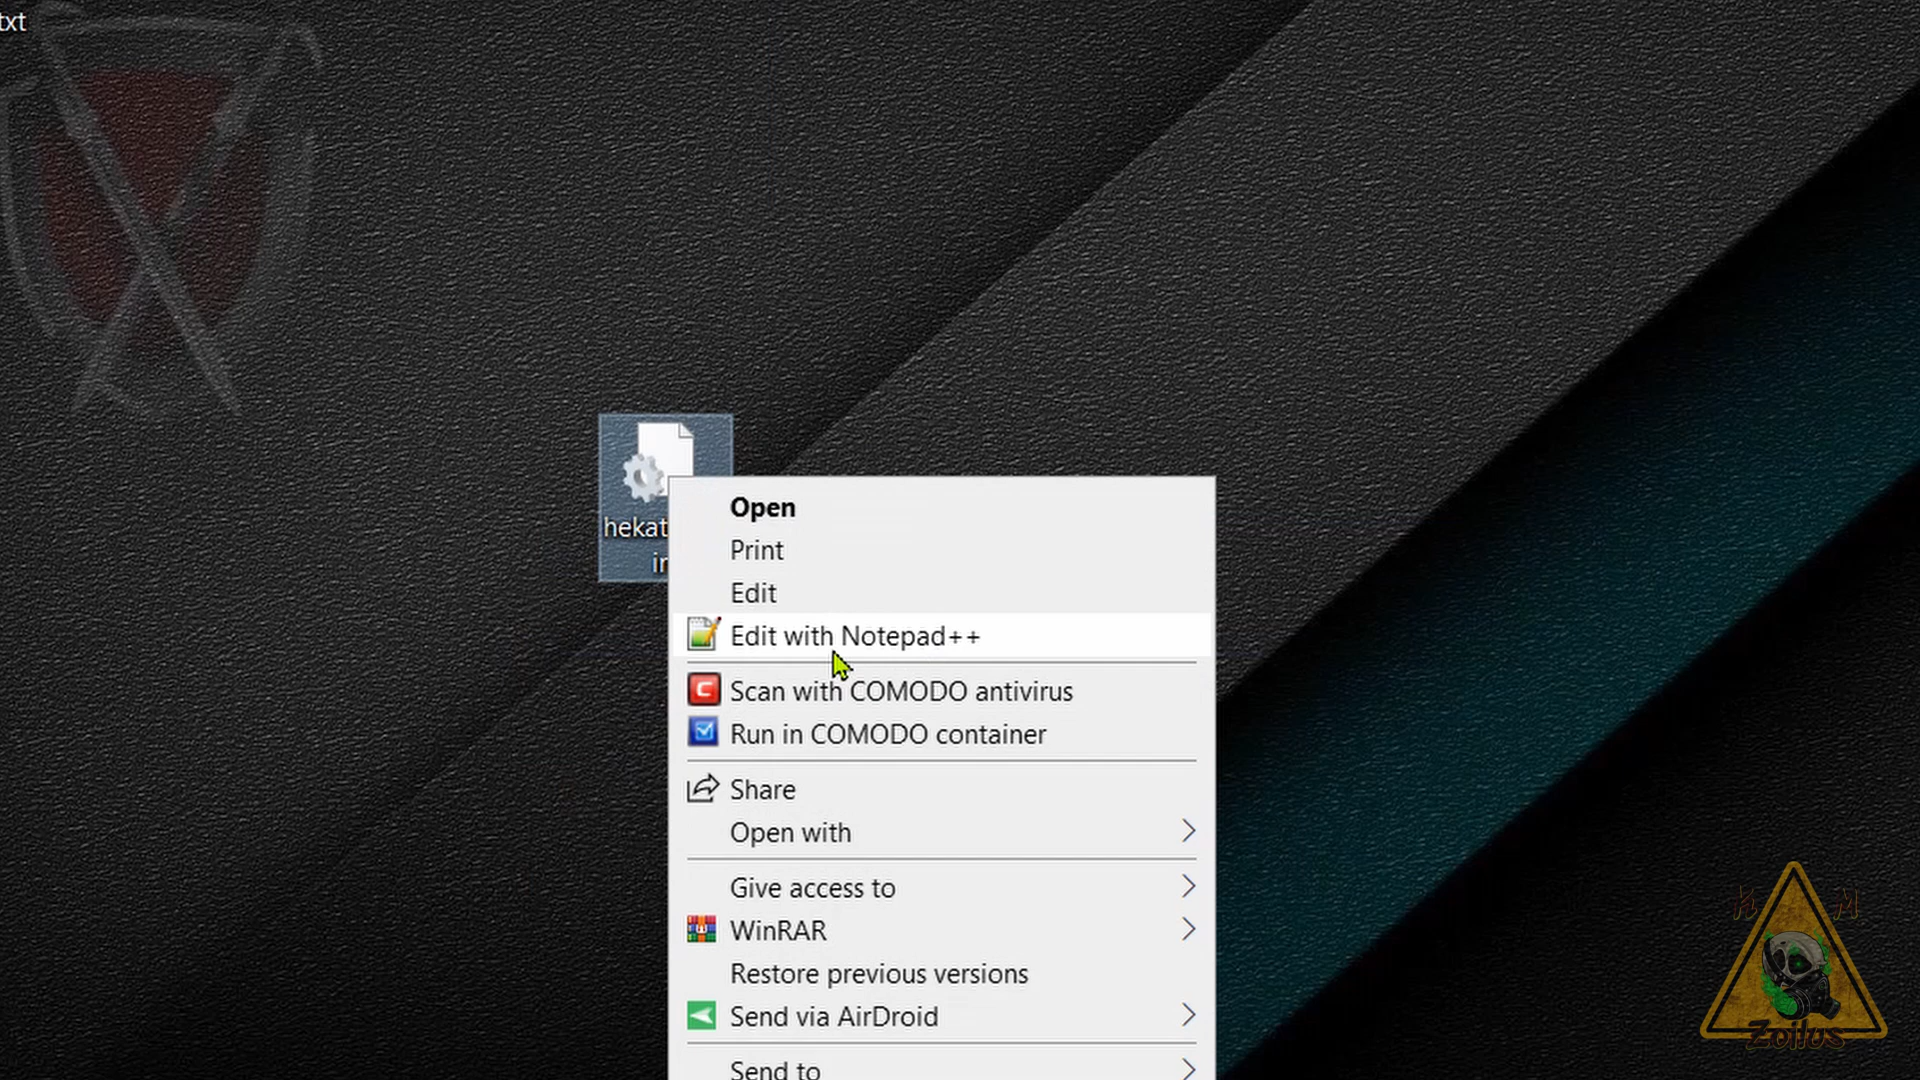 txt
hekat
Open
Print
Edit
Edit with Notepad++
Scan with COMODO antivirus
Run in COMODO container
Share
Open with
Give access to
WinRAR
Restore previous versions
Send via AirDroid
Send to
H M
Zoilus